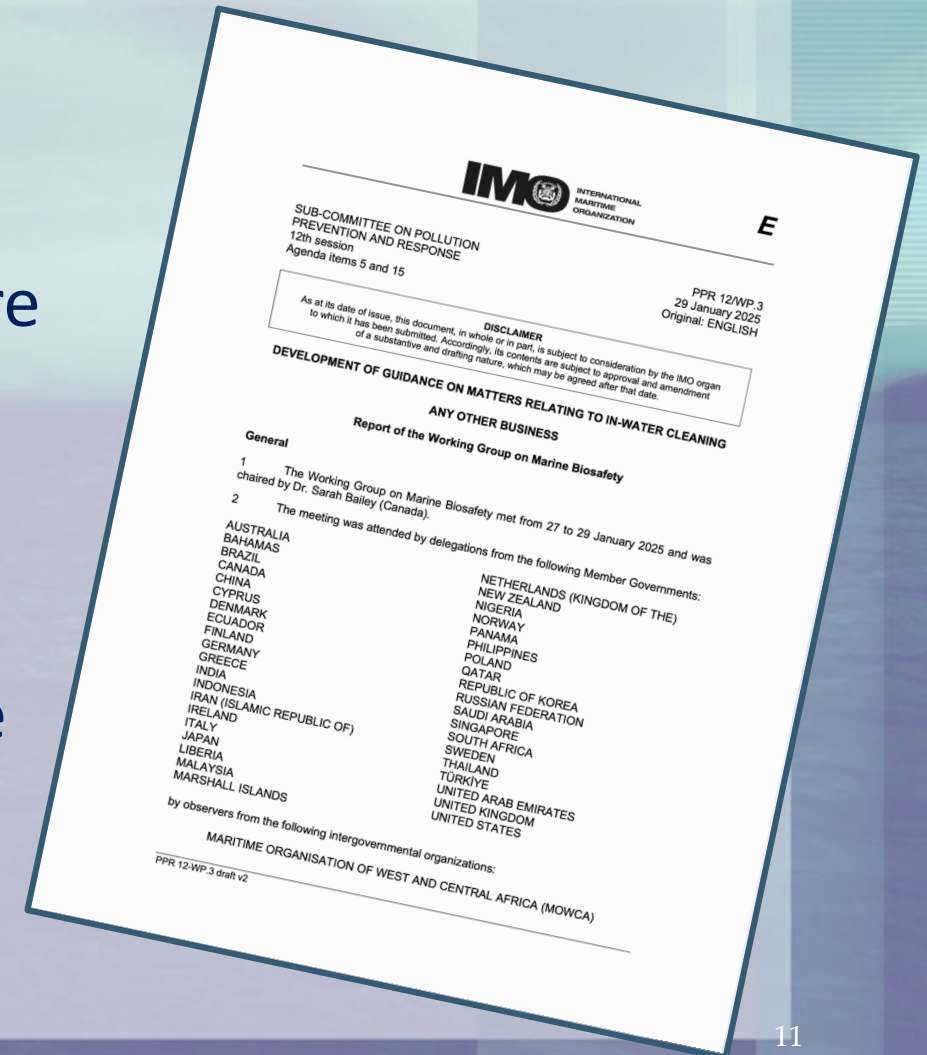 re
e
IMO
INTERNATIONAL
MARITIME
ORGANIZATION
E
SUB-COMMITTEE ON POLLUTION
PREVENTION AND RESPONSE
12th session
Agenda items 5 and 15
PPR 12/WP.3
29 January 2025
Original: ENGLISH
DISCLAIMER
As at its date of issue, this document, in whole or in part, is subject to consideration by the IMO organ
to which it has been submitted. Accordingly, its contents are subject to approval and amendment
of a substantive and drafting nature, which may be agreed after that date.
DEVELOPMENT OF GUIDANCE ON MATTERS RELATING TO IN-WATER CLEANING
ANY OTHER BUSINESS
Report of the Working Group on Marine Biosafety
General
1 The Working Group on Marine Biosafety met from 27 to 29 January 2025 and was
chaired by Dr. Sarah Bailey (Canada).
2 The meeting was attended by delegations from the following Member Governments:
AUSTRALIA
BAHAMAS
BRAZIL
CANADA
CHINA
CYPRUS
DENMARK
ECUADOR
FINLAND
GERMANY
GREECE
INDIA
INDONESIA
IRAN (ISLAMIC REPUBLIC OF)
IRELAND
ITALY
JAPAN
LIBERIA
MALAYSIA
MARSHALL ISLANDS
NETHERLANDS (KINGDOM OF THE)
NEW ZEALAND
NIGERIA
NORWAY
PANAMA
PHILIPPINES
POLAND
QATAR
REPUBLIC OF KOREA
RUSSIAN FEDERATION
SAUDI ARABIA
SINGAPORE
SOUTH AFRICA
SWEDEN
THAILAND
TÜRKİYE
UNITED ARAB EMIRATES
UNITED KINGDOM
UNITED STATES
by observers from the following intergovernmental organizations:
MARITIME ORGANISATION OF WEST AND CENTRAL AFRICA (MOWCA)
PPR 12-WP.3 draft v2
11